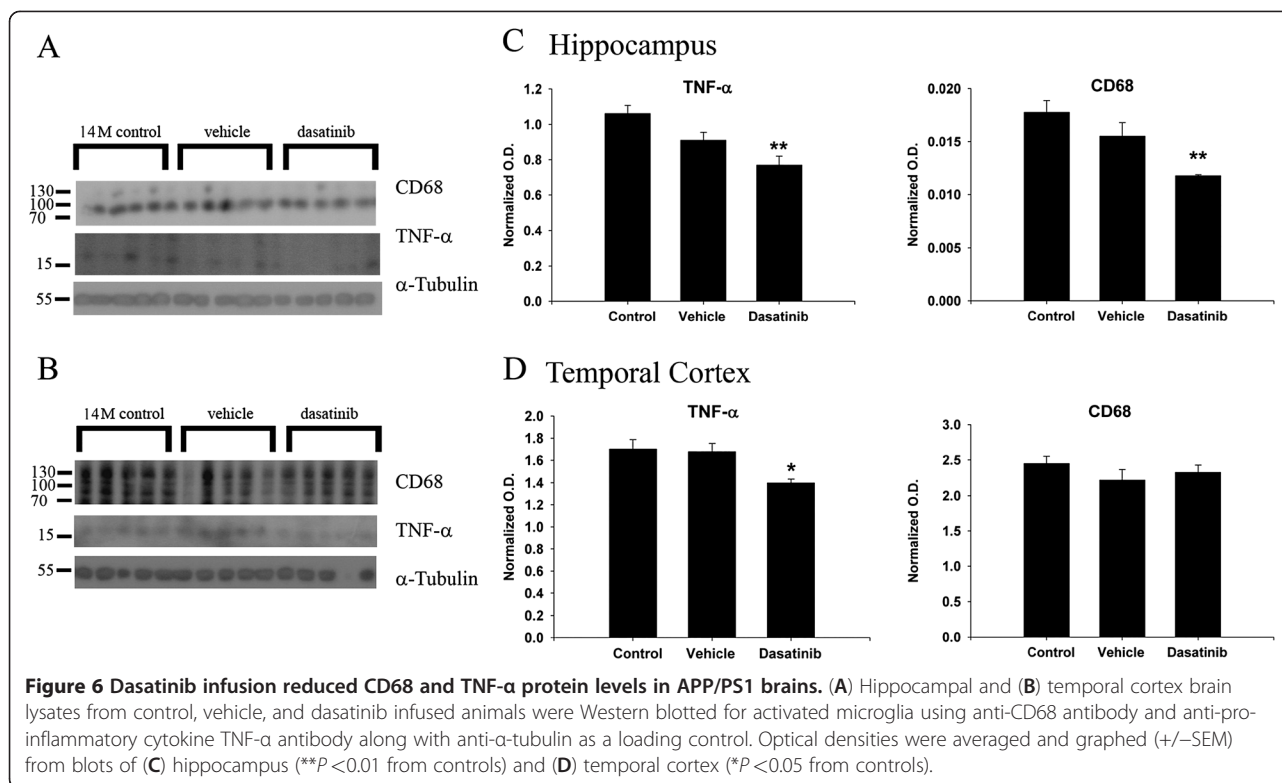 A
14M control vehicle dasatinib
130
100
70
CD68
TNF-α
15
α-Tubulin
55
B
14M control vehicle dasatinib
130
100
70
CD68
TNF-α
15
55
α-Tubulin
C Hippocampus
TNF-α
Normalized O.D.
1.2
1.0
0.8
0.6
0.4
0.2
0.0
**
Control Vehicle Dasatinib
CD68
Normalized O.D.
0.020
0.015
0.010
0.005
0.000
**
Control Vehicle Dasatinib
D Temporal Cortex
TNF-α
Normalized O.D.
2.0
1.8
1.6
1.4
1.2
1.0
0.8
0.6
0.4
0.2
0.0
*
Control Vehicle Dasatinib
CD68
Normalized O.D.
3.0
2.5
2.0
1.5
1.0
0.5
0.0
Control Vehicle Dasatinib
Figure 6 Dasatinib infusion reduced CD68 and TNF-α protein levels in APP/PS1 brains. (A) Hippocampal and (B) temporal cortex brain
lysates from control, vehicle, and dasatinib infused animals were Western blotted for activated microglia using anti-CD68 antibody and anti-pro-
inflammatory cytokine TNF-α antibody along with anti-α-tubulin as a loading control. Optical densities were averaged and graphed (+/−SEM)
from blots of (C) hippocampus (**P <0.01 from controls) and (D) temporal cortex (*P <0.05 from controls).